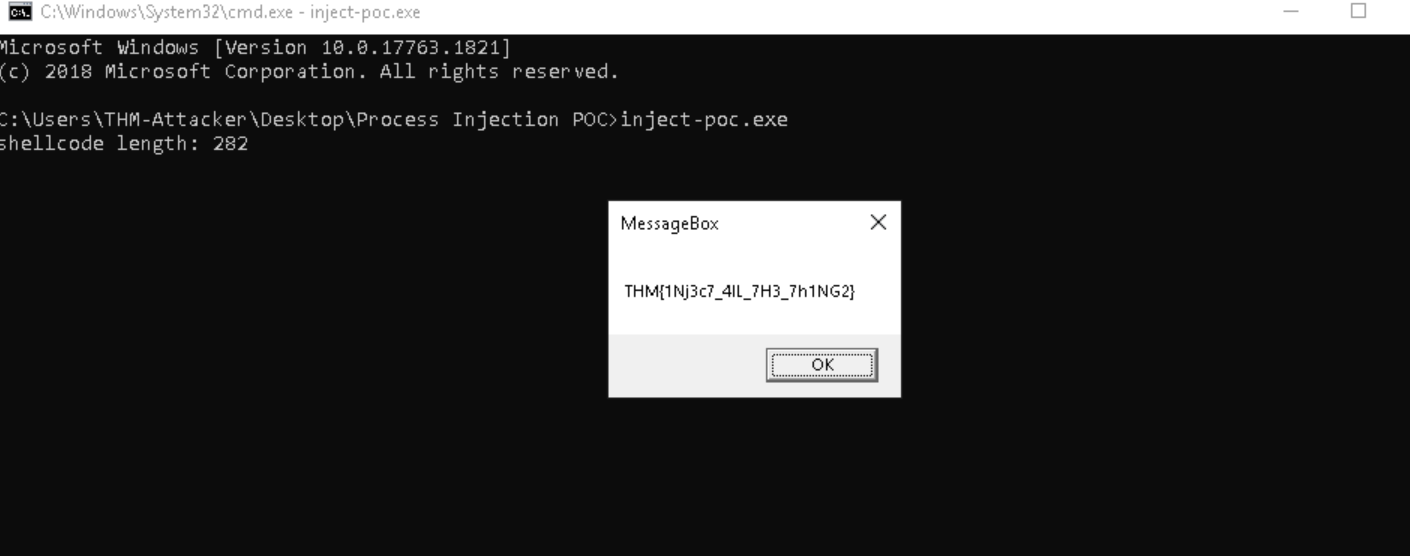 C:\Windows\System32\cmd.exe - inject-poc.exe
Microsoft Windows [Version 10.0.17763.1821]
(c) 2018 Microsoft Corporation. All rights reserved.
C:\Users\THM-Attacker\Desktop\Process Injection POC>inject-poc.exe
shellcode length: 282
MessageBox
THM{1Nj3c7_4lL_7H3_7h1NG2}
OK